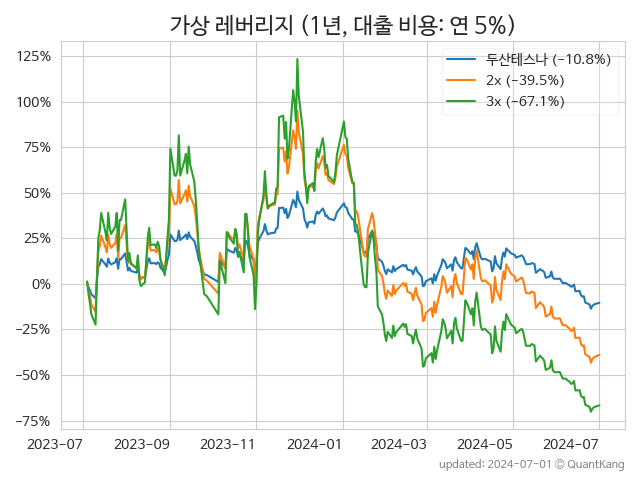 가상 레버리지 (1년, 대출 비용: 연 5%)
125%
100%
75%
50%
25%
0%
−25%
−50%
−75%
두산테스나 (−10.8%)
2x (−39.5%)
3x (−67.1%)
2023-07 2023-09 2023-11 2024-01 2024-03 2024-05 2024-07
updated: 2024-07-01 © QuantKang